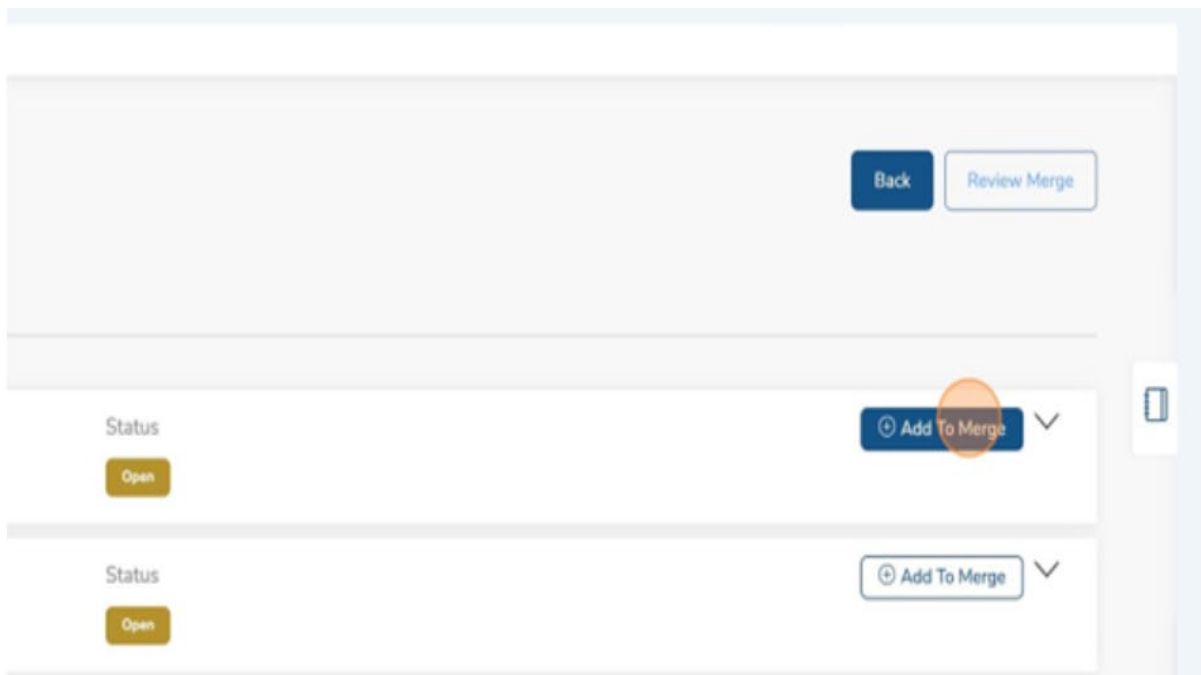 Back
Review Merge
Status
Add To Merge
Open
Status
Add To Merge
Open